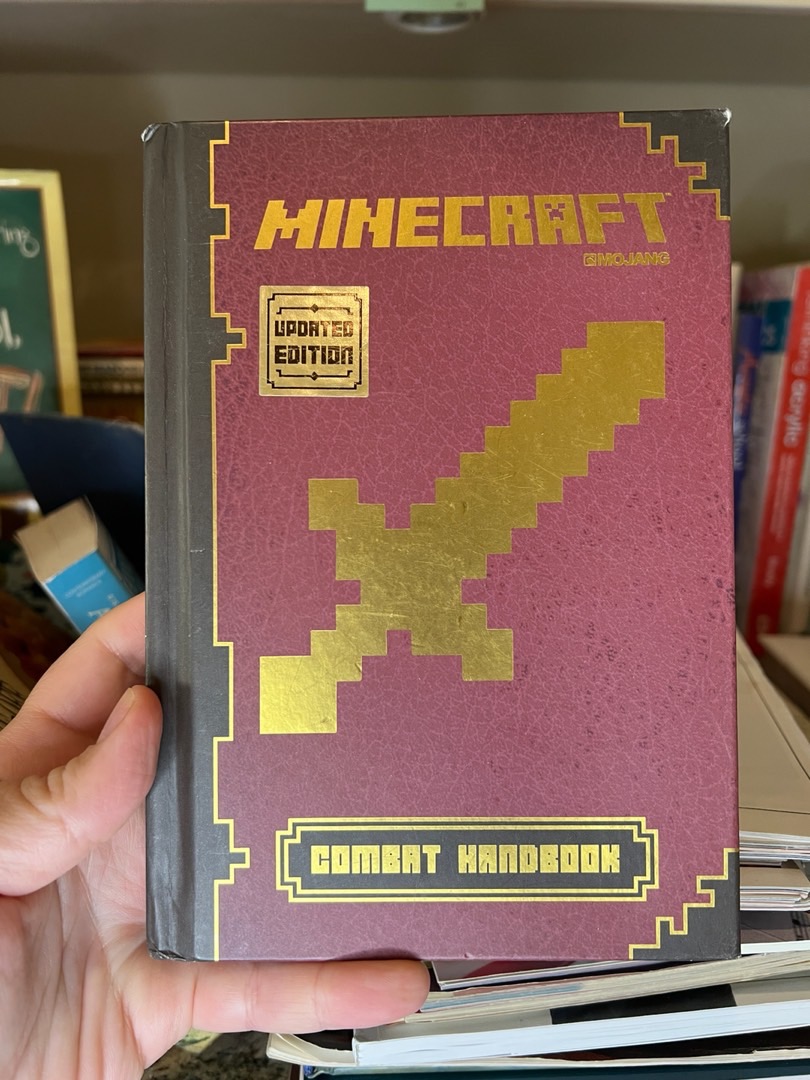 MINECRAFT
MOJANG
UPDATED
EDITION
COMBAT HANDBOOK